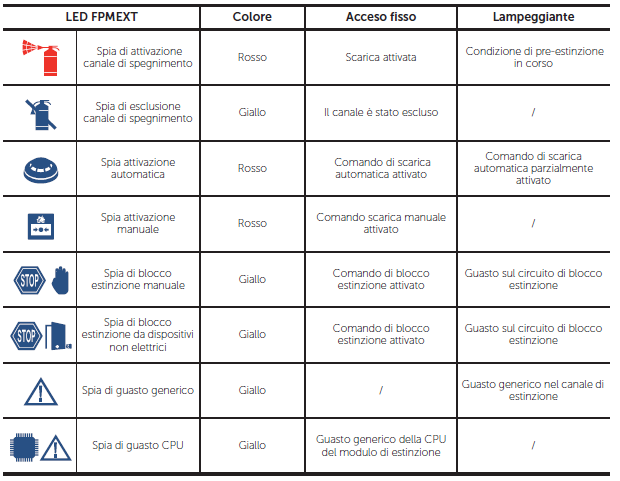 LED FPMEXT Colore Acceso fisso Lampeggiante
Spia di attivazione
canale di spegnimento
Rosso
Scarica attivata
Condizione di pre-estinzione
in corso
Spia di esclusione
canale di spegnimento
Giallo
Il canale è stato escluso
/
Spia attivazione
automatica
Rosso
Comando di scarica
automatica attivato
Comando di scarica
automatica parzialmente
attivato
Spia attivazione
manuale
Rosso
Comando scarica manuale
attivato
/
STOP
Spia di blocco
estinzione manuale
Giallo
Comando di blocco
estinzione attivato
Guasto sul circuito di blocco
estinzione
STOP
Spia di blocco
estinzione da dispositivi
non elettrici
Giallo
Comando di blocco
estinzione attivato
Guasto sul circuito di blocco
estinzione
Spia di guasto generico
Giallo
/
Guasto generico nel canale di
estinzione
Spia di guasto CPU
Giallo
Guasto generico della CPU
del modulo di estinzione
/